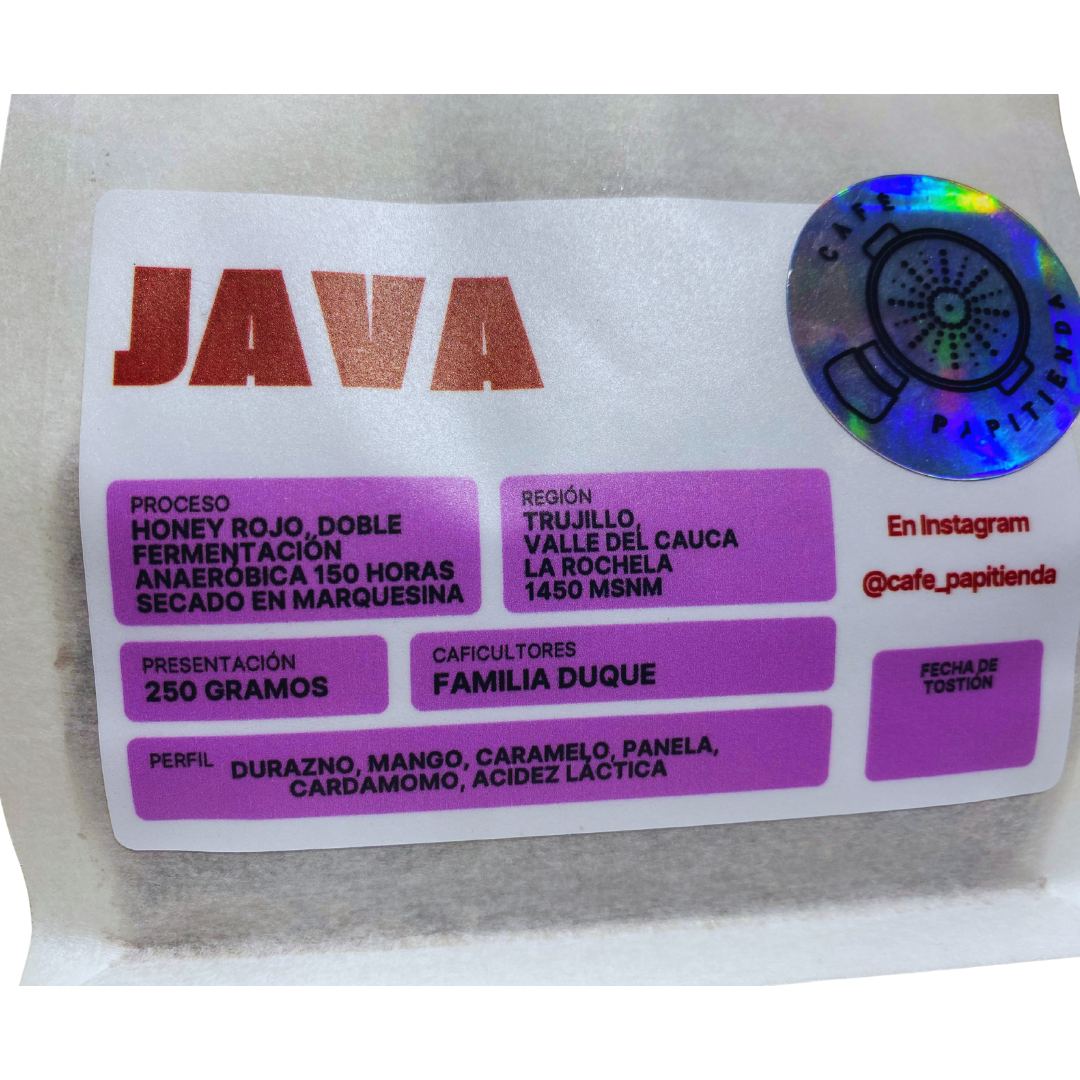 JAVA
CAFÉ
PAPITIENDA
PROCESO
HONEY ROJO, DOBLE
FERMENTACIÓN
ANAERÓBICA 150 HORAS
SECADO EN MARQUESINA
REGIÓN
TRUJILLO,
VALLE DEL CAUCA
LA ROCHELA
1450 MSNM
En Instagram
@cafe_papitienda
PRESENTACIÓN
250 GRAMOS
CAFICULTORES
FAMILIA DUQUE
FECHA DE
TOSTIÓN
PERFIL
DURAZNO, MANGO, CARAMELO, PANELA,
CARDAMOMO, ACIDEZ LÁCTICA